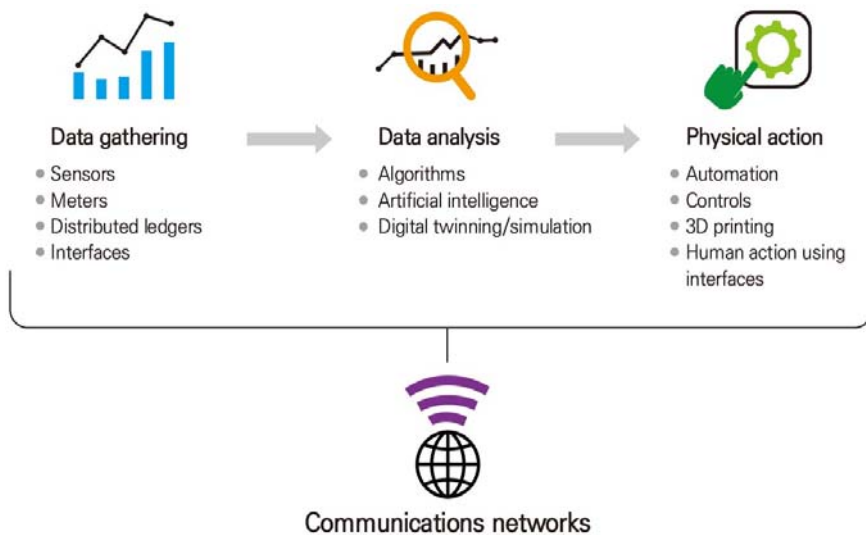 Data gathering
Sensors
Meters
Distributed ledgers
Interfaces
Data analysis
Algorithms
Artificial intelligence
Digital twinning/simulation
Physical action
Automation
Controls
3D printing
Human action using
interfaces
Communications networks